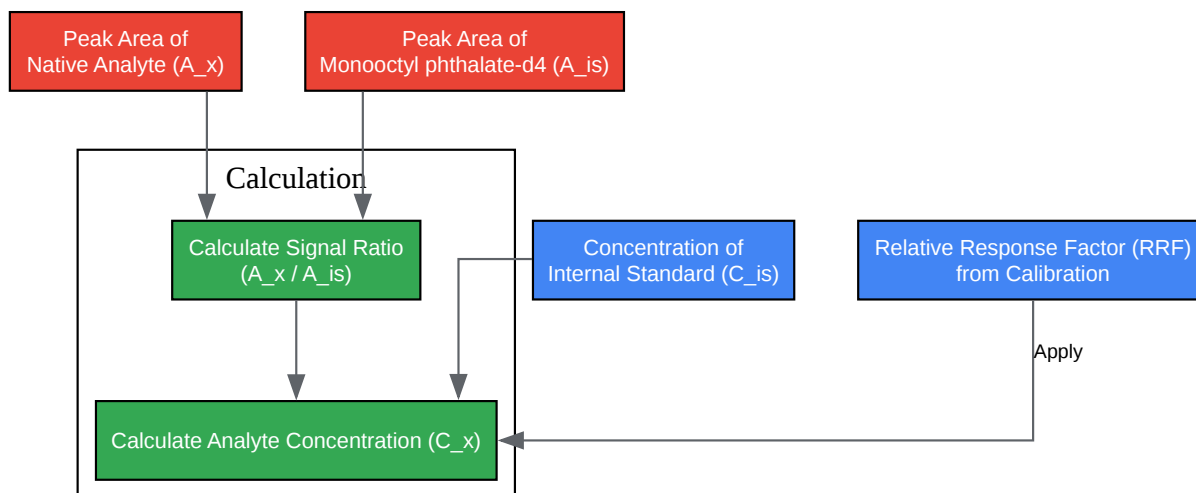 Peak Area of
Native Analyte (A_x)
Peak Area of
Monooctyl phthalate-d4 (A_is)
Calculation
Calculate Signal Ratio
(A_x / A_is)
Concentration of
Internal Standard (C_is)
Relative Response Factor (RRF)
from Calibration
Apply
Calculate Analyte Concentration (C_x)